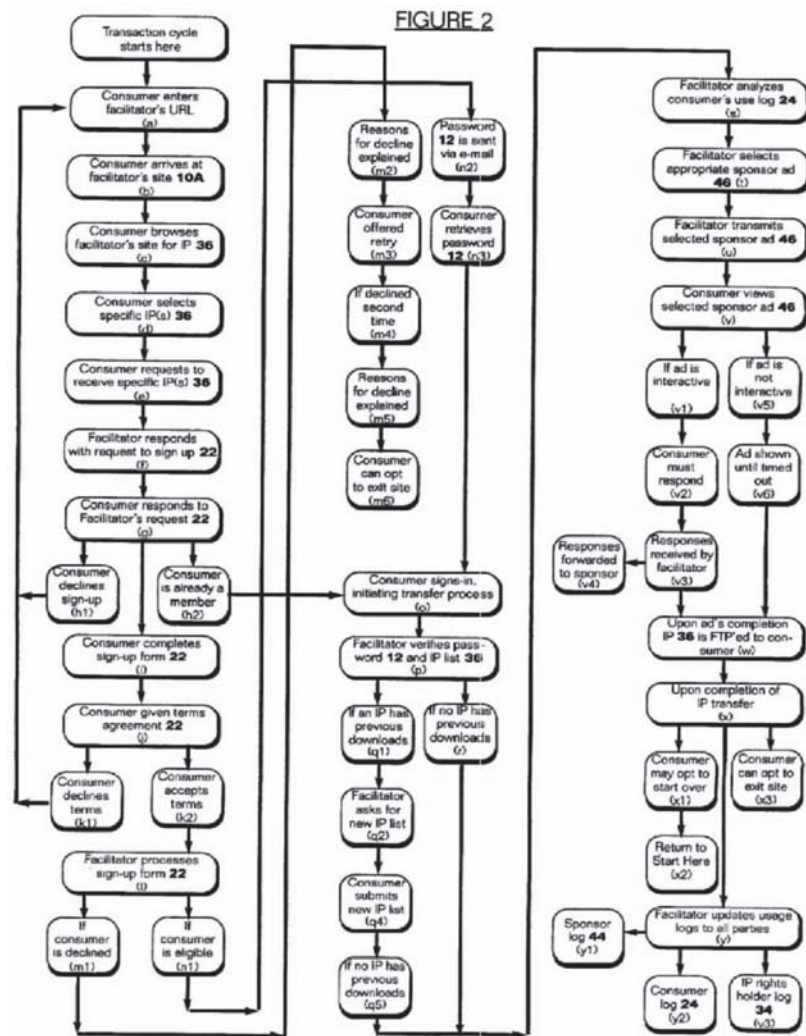 FIGURE 2
Transaction cycle
starts here
Consumer enters
facilitator's URL
(a)
Consumer arrives at
facilitator's site 10A
(b)
Consumer browses
facilitator's site for IP 36
(c)
Consumer selects
specific IP(s) 36
(d)
Consumer requests to
receive specific IP(s) 36
(e)
Facilitator responds
with request to sign up 22
(f)
Consumer responds to
Facilitator's request 22
(g)
Consumer
declines
sign-up
(h1)
Consumer
is already a
member
(h2)
Consumer completes
sign-up form 22
(i)
Consumer given terms
agreement 22
(j)
Consumer
declines
terms
(k1)
Consumer
accepts
terms
(k2)
Facilitator processes
sign-up form 22
(l)
If
consumer
is declined
(m1)
If
consumer
is eligible
(n1)
Reasons
for decline
explained
(m2)
Consumer
offered
retry
(m3)
If declined
second
time
(m4)
Reasons
for decline
explained
(m5)
Consumer
can opt
to exit site
(m6)
Password
12 is sent
via e-mail
(n2)
Consumer
retrieves
password
12 (n3)
Consumer signs-in,
initiating transfer process
(o)
Facilitator verifies pass-
word 12 and IP list 36i
(p)
If an IP has
previous
downloads
(q1)
If no IP has
previous
downloads
(r)
Facilitator
asks for
new IP list
(q2)
Consumer
submits
new IP list
(q4)
If no IP has
previous
downloads
(q5)
Facilitator analyzes
consumer's use log 24
(s)
Facilitator selects
appropriate sponsor ad
46 (t)
Facilitator transmits
selected sponsor ad 46
(u)
Consumer views
selected sponsor ad 46
(v)
If ad is
interactive
(v1)
If ad is
not
interactive
(v5)
Consumer
must
respond
(v2)
Ad shown
until timed
out
(v6)
Responses
forwarded
to sponsor
(v4)
Responses
received by
facilitator
(v3)
Upon ad's completion
IP 36 is FTP'ed to con-
sumer (w)
Upon completion of
IP transfer
(x)
Consumer
may opt to
start over
(x1)
Consumer
can opt to
exit site
(x3)
Return to
Start Here
(x2)
Facilitator updates usage
logs to all parties
(y)
Sponsor
log 44
(y1)
Consumer
log 24
(y2)
IP rights
holder log
34
(y3)